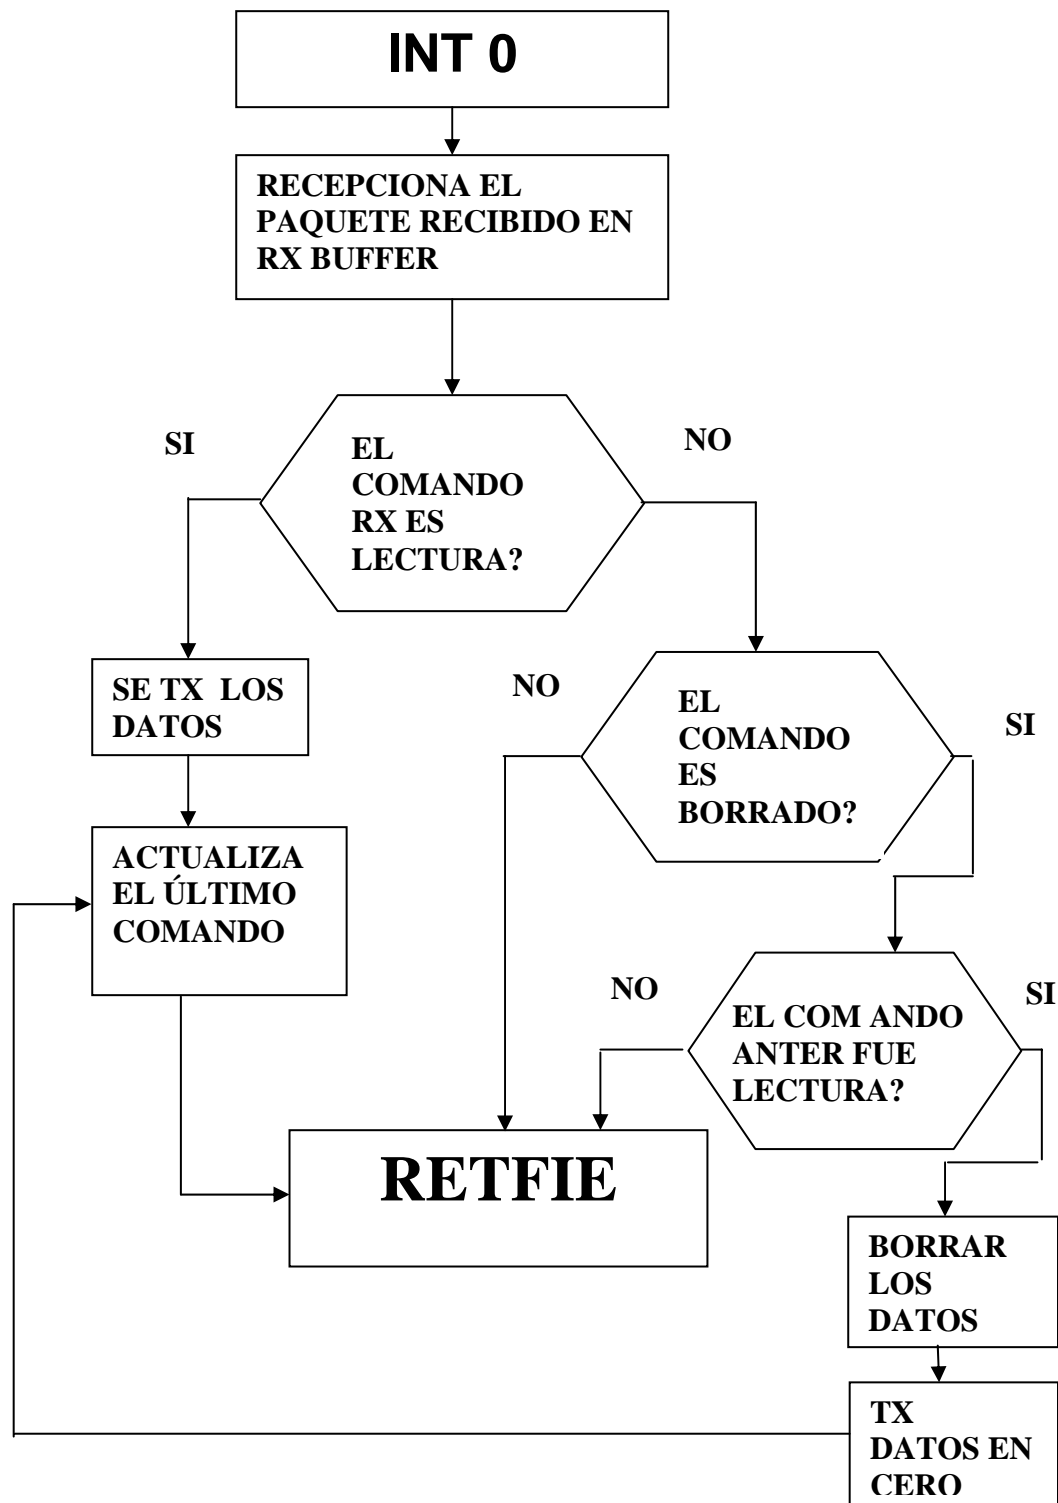 INT 0
RECEPCIONA EL
PAQUETE RECIBIDO EN
RX BUFFER
SI
NO
EL
COMANDO
RX ES
LECTURA?
SE TX LOS
DATOS
NO
EL
COMANDO
ES
BORRADO?
SI
ACTUALIZA
EL ÚLTIMO
COMANDO
NO
EL COM ANDO
ANTER FUE
LECTURA?
SI
RETFIE
BORRAR
LOS
DATOS
TX
DATOS EN
CERO